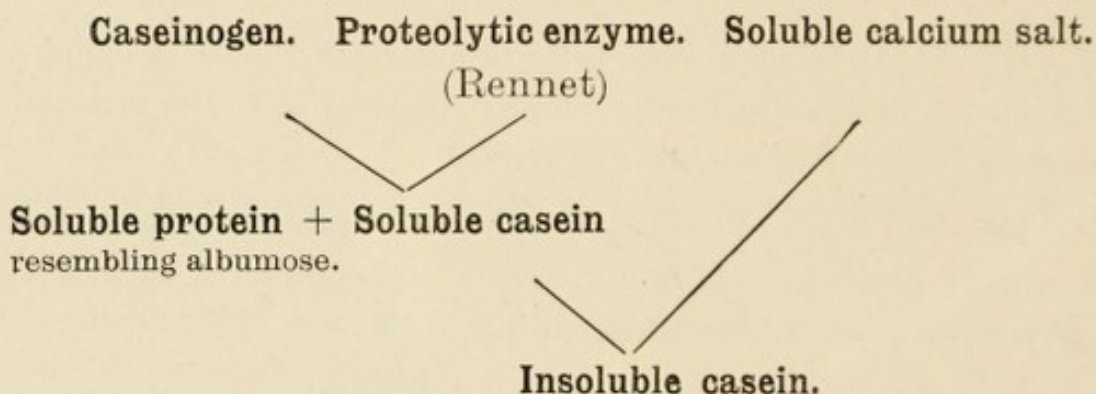 Caseinogen. Proteolytic enzyme. Soluble calcium salt.
(Rennet)
Soluble protein + Soluble casein
resembling albumose.
Insoluble casein.